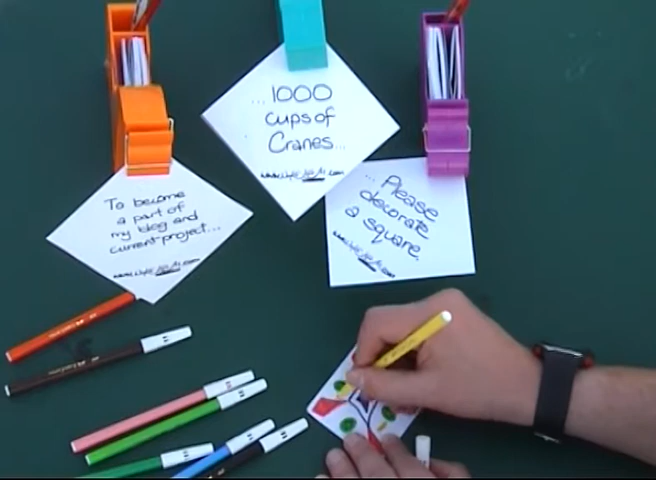 To become
a part of
my blog and
current project...
...1000
cups of
Cranes...
...Please
decorate
a square.